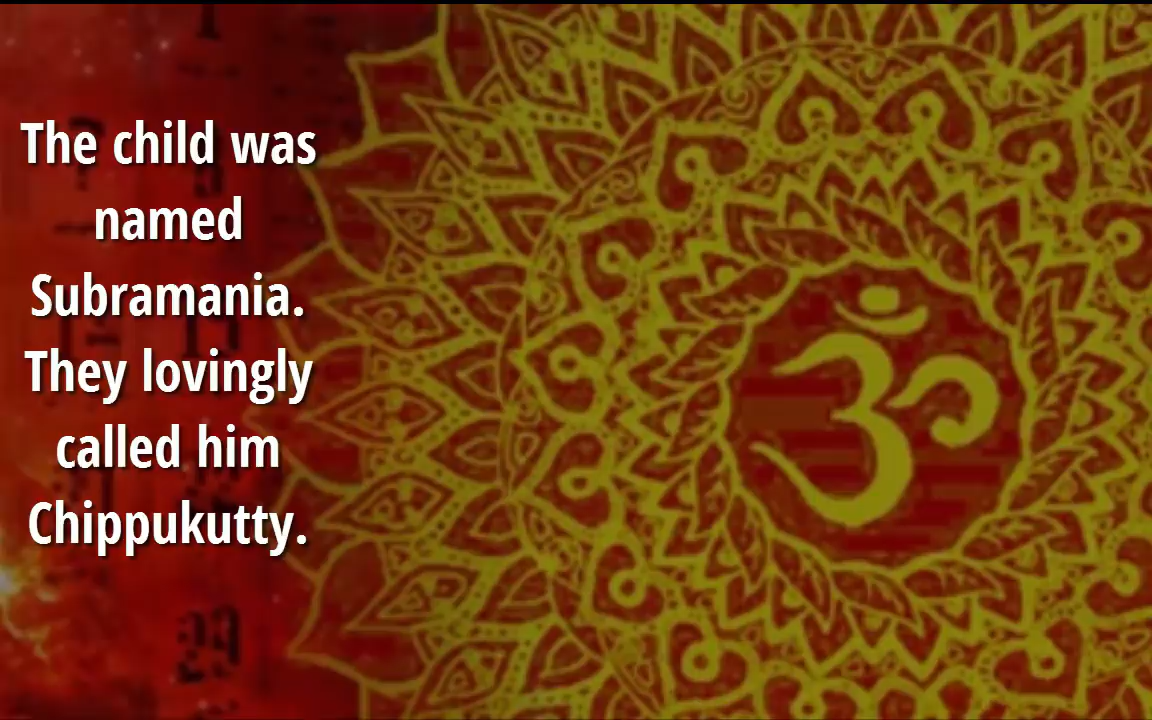 The child was
named
Subramania.
They lovingly
called him
Chippukutty.
ॐ